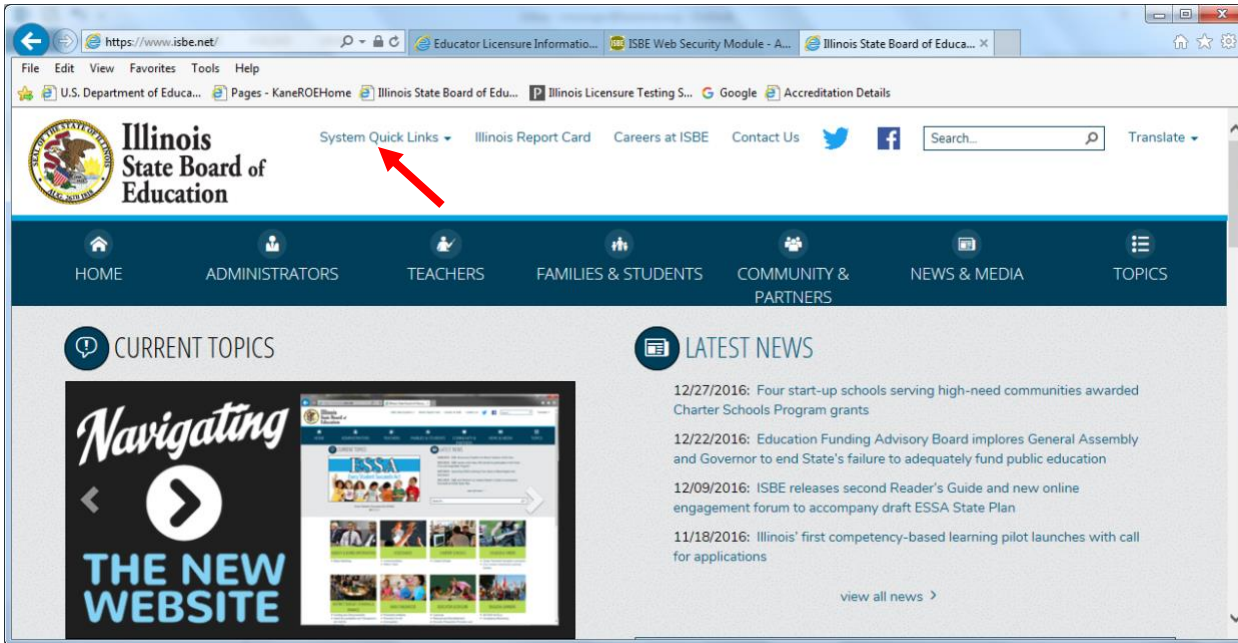 https://www.isbe.net/
Educator Licensure Informatio...
ISBE Web Security Module - A...
Illinois State Board of Educa...
File Edit View Favorites Tools Help
U.S. Department of Educa...
Pages - KaneROEHome
Illinois State Board of Edu...
Illinois Licensure Testing S...
Google
Accreditation Details
Illinois
State Board of
Education
System Quick Links
Illinois Report Card
Careers at ISBE
Contact Us
Search...
Translate
HOME
ADMINISTRATORS
TEACHERS
FAMILIES & STUDENTS
COMMUNITY &
PARTNERS
NEWS & MEDIA
TOPICS
CURRENT TOPICS
Navigating
THE NEW
WEBSITE
LATEST NEWS
12/27/2016: Four start-up schools serving high-need communities awarded
Charter Schools Program grants
12/22/2016: Education Funding Advisory Board implores General Assembly
and Governor to end State's failure to adequately fund public education
12/09/2016: ISBE releases second Reader's Guide and new online
engagement forum to accompany draft ESSA State Plan
11/18/2016: Illinois' first competency-based learning pilot launches with call
for applications
view all news >